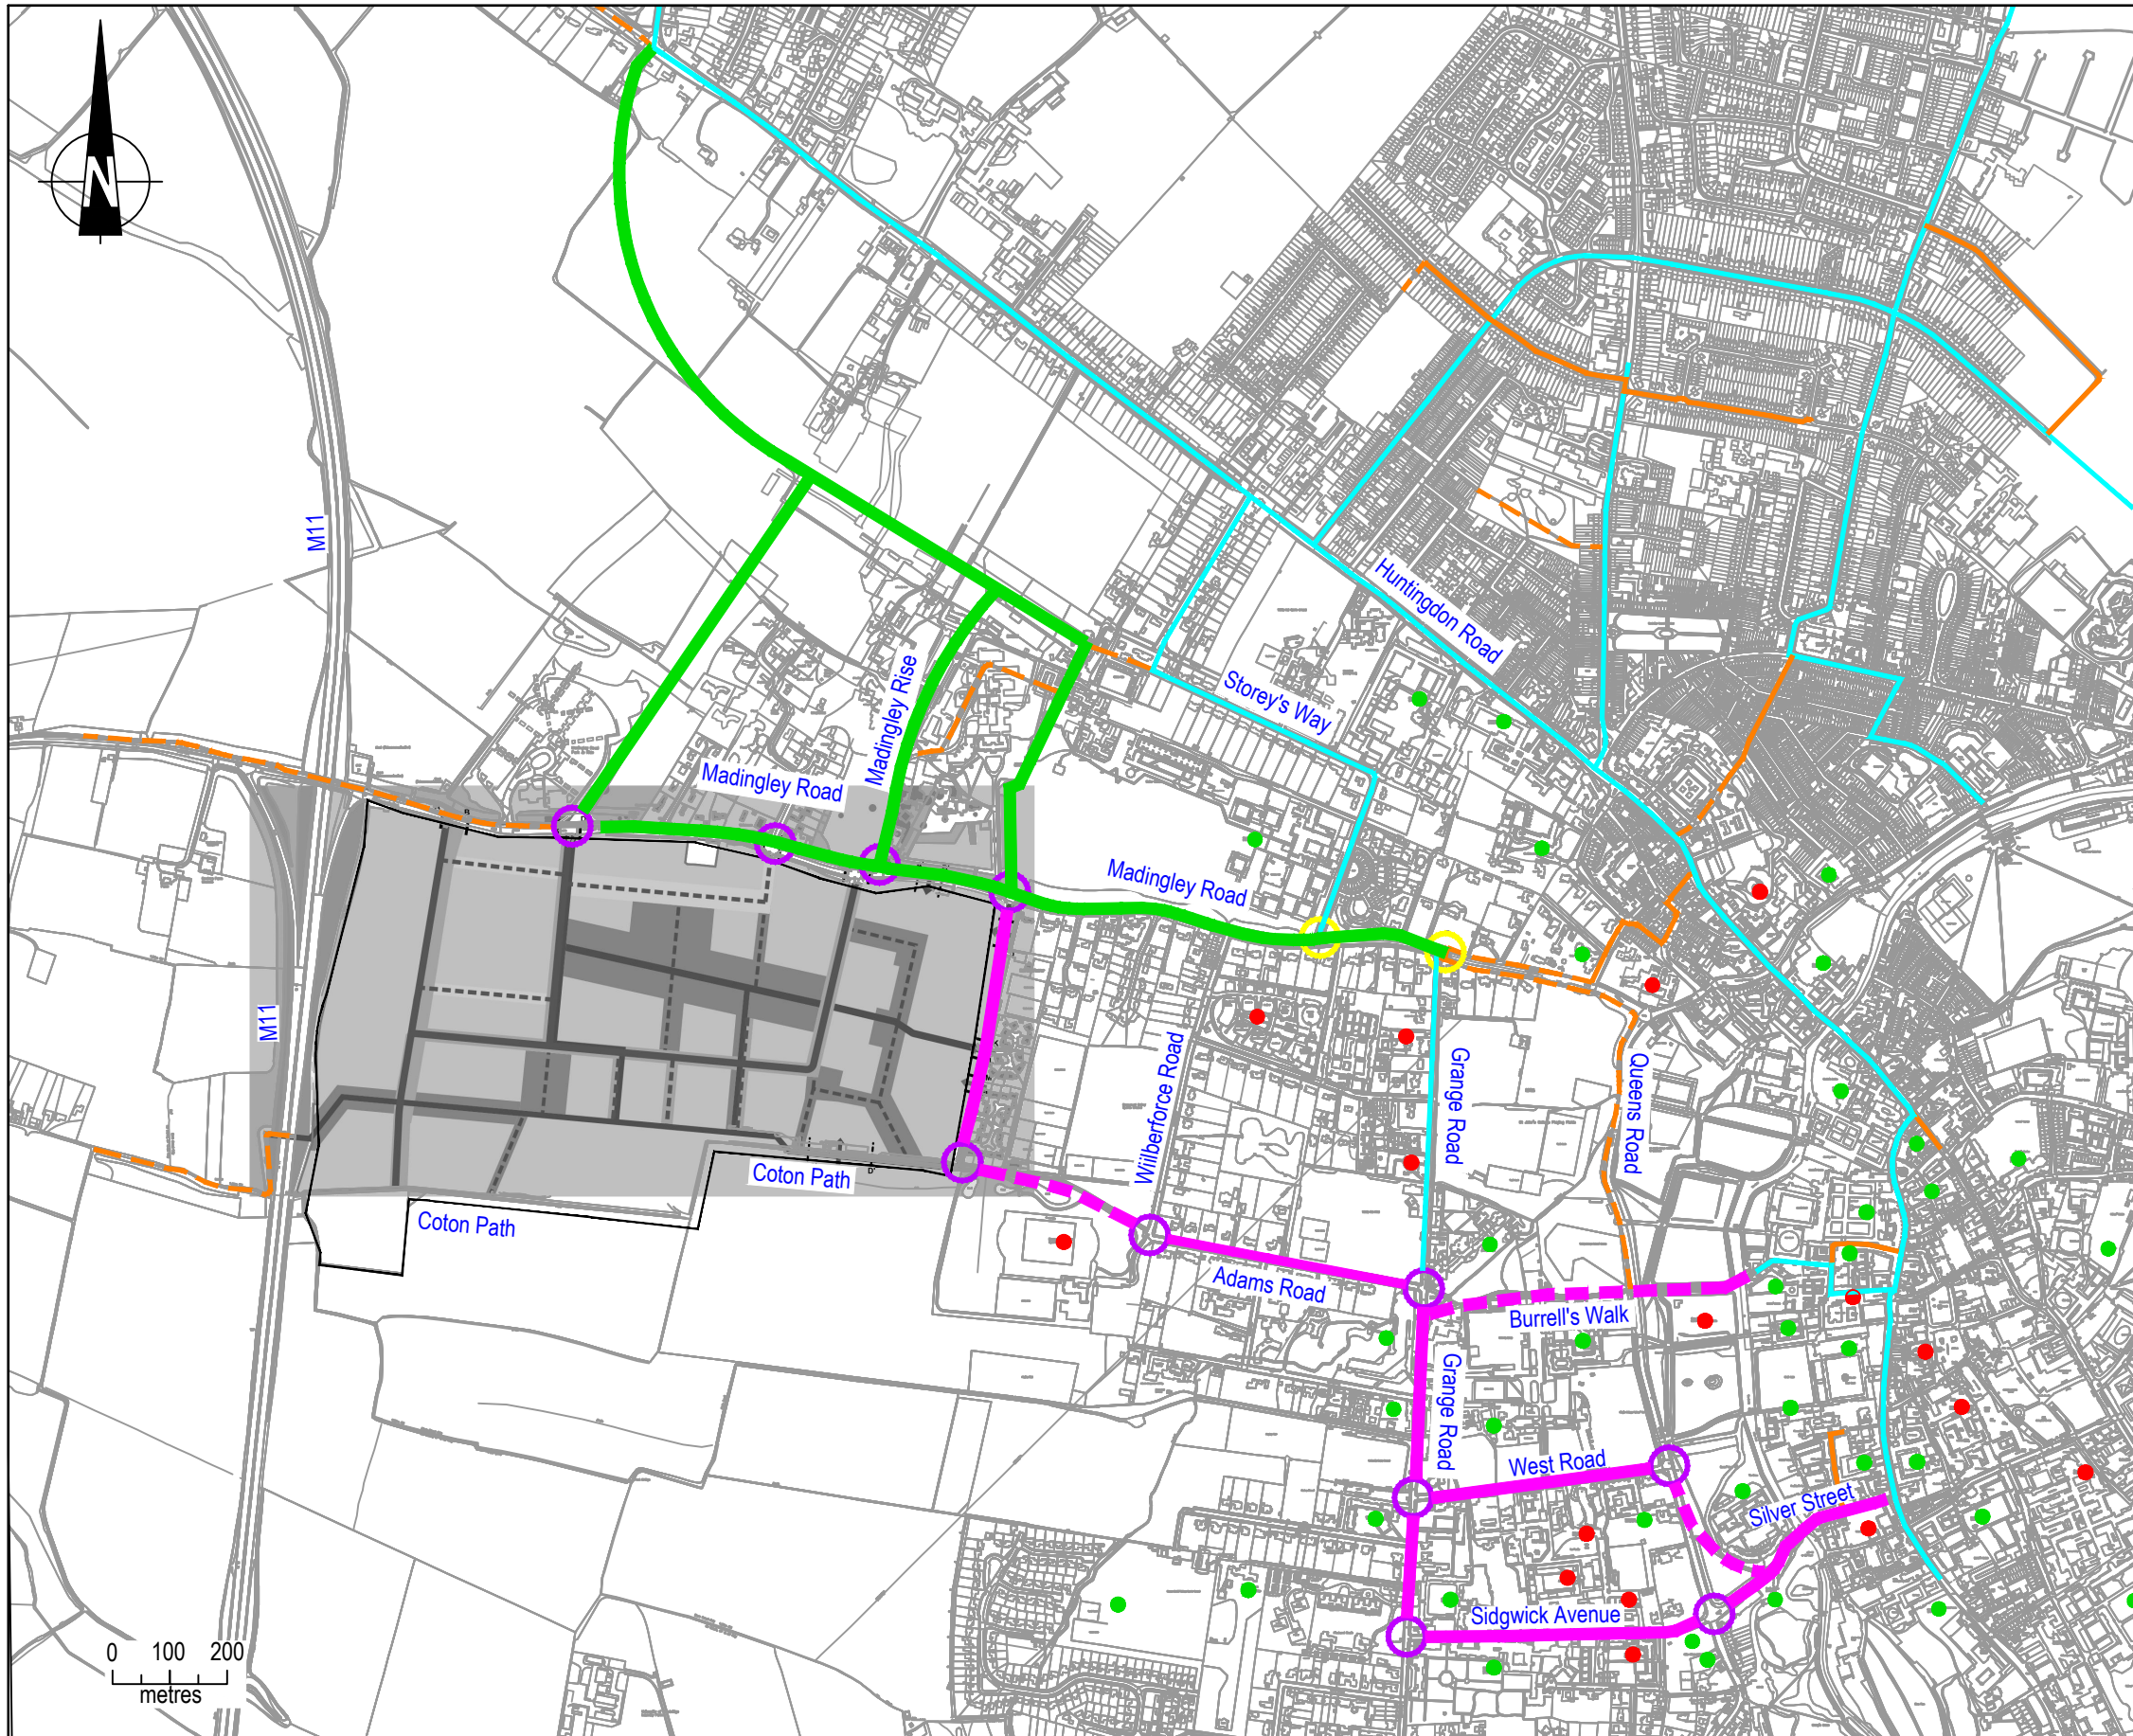 N
M11
Huntingdon Road
Storey's Way
Madingley Rise
Madingley Road
Madingley Road
M11
Willberforce Road
Grange Road
Queens Road
Coton Path
Coton Path
Adams Road
Burrell's Walk
Grange Road
West Road
Silver Street
Sidgwick Avenue
0 100 200
metres